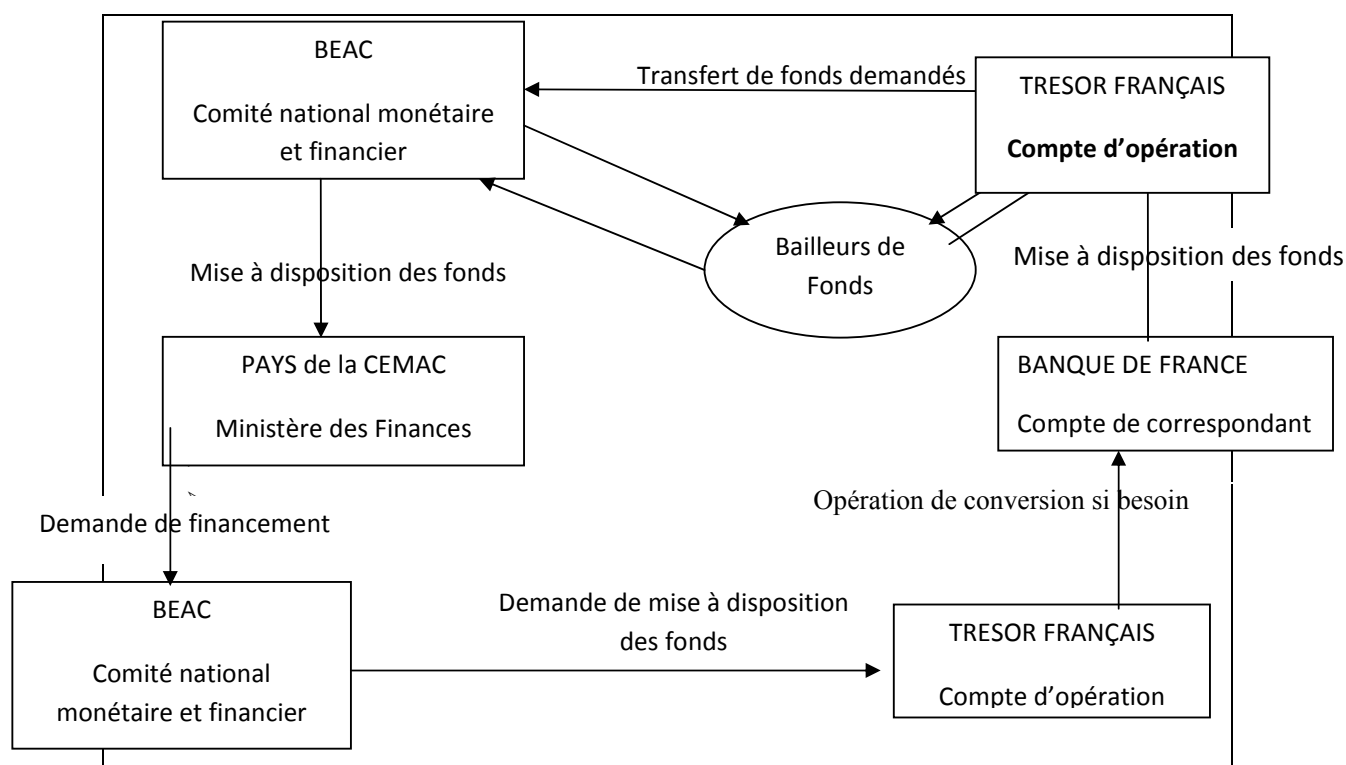 BEAC
Comité national monétaire
et financier
Transfert de fonds demandés
TRESOR FRANÇAIS
Compte d’opération
Bailleurs de
Fonds
Mise à disposition des fonds
Mise à disposition des fonds
PAYS de la CEMAC
Ministère des Finances
BANQUE DE FRANCE
Compte de correspondant
Opération de conversion si besoin
Demande de financement
BEAC
Comité national
monétaire et financier
Demande de mise à disposition
des fonds
TRESOR FRANÇAIS
Compte d’opération